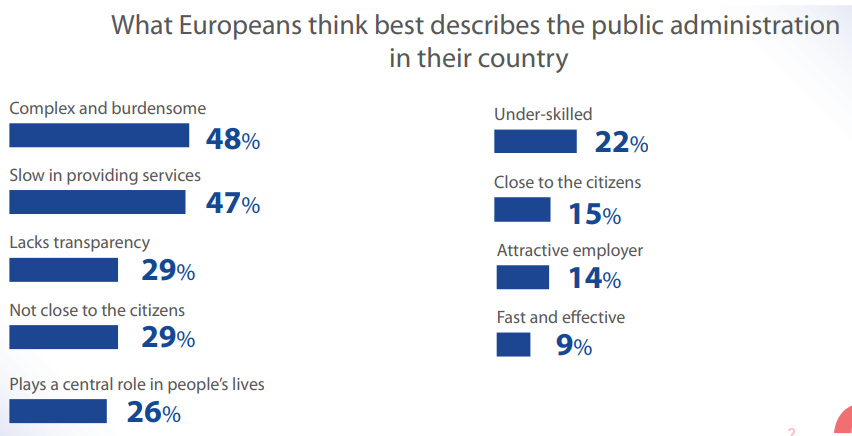 What Europeans think best describes the public administration
in their country
Complex and burdensome
48%
Slow in providing services
47%
Lacks transparency
29%
Not close to the citizens
29%
Plays a central role in people’s lives
26%
Under-skilled
22%
Close to the citizens
15%
Attractive employer
14%
Fast and effective
9%